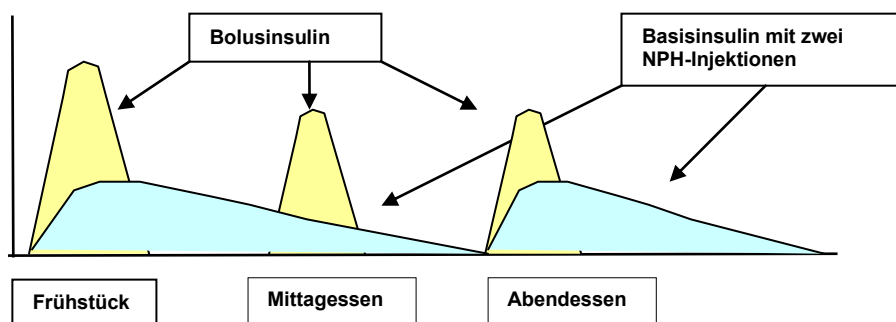 Bolusinsulin
Basisinsulin mit zwei
NPH-Injektionen
Frühstück
Mittagessen
Abendessen